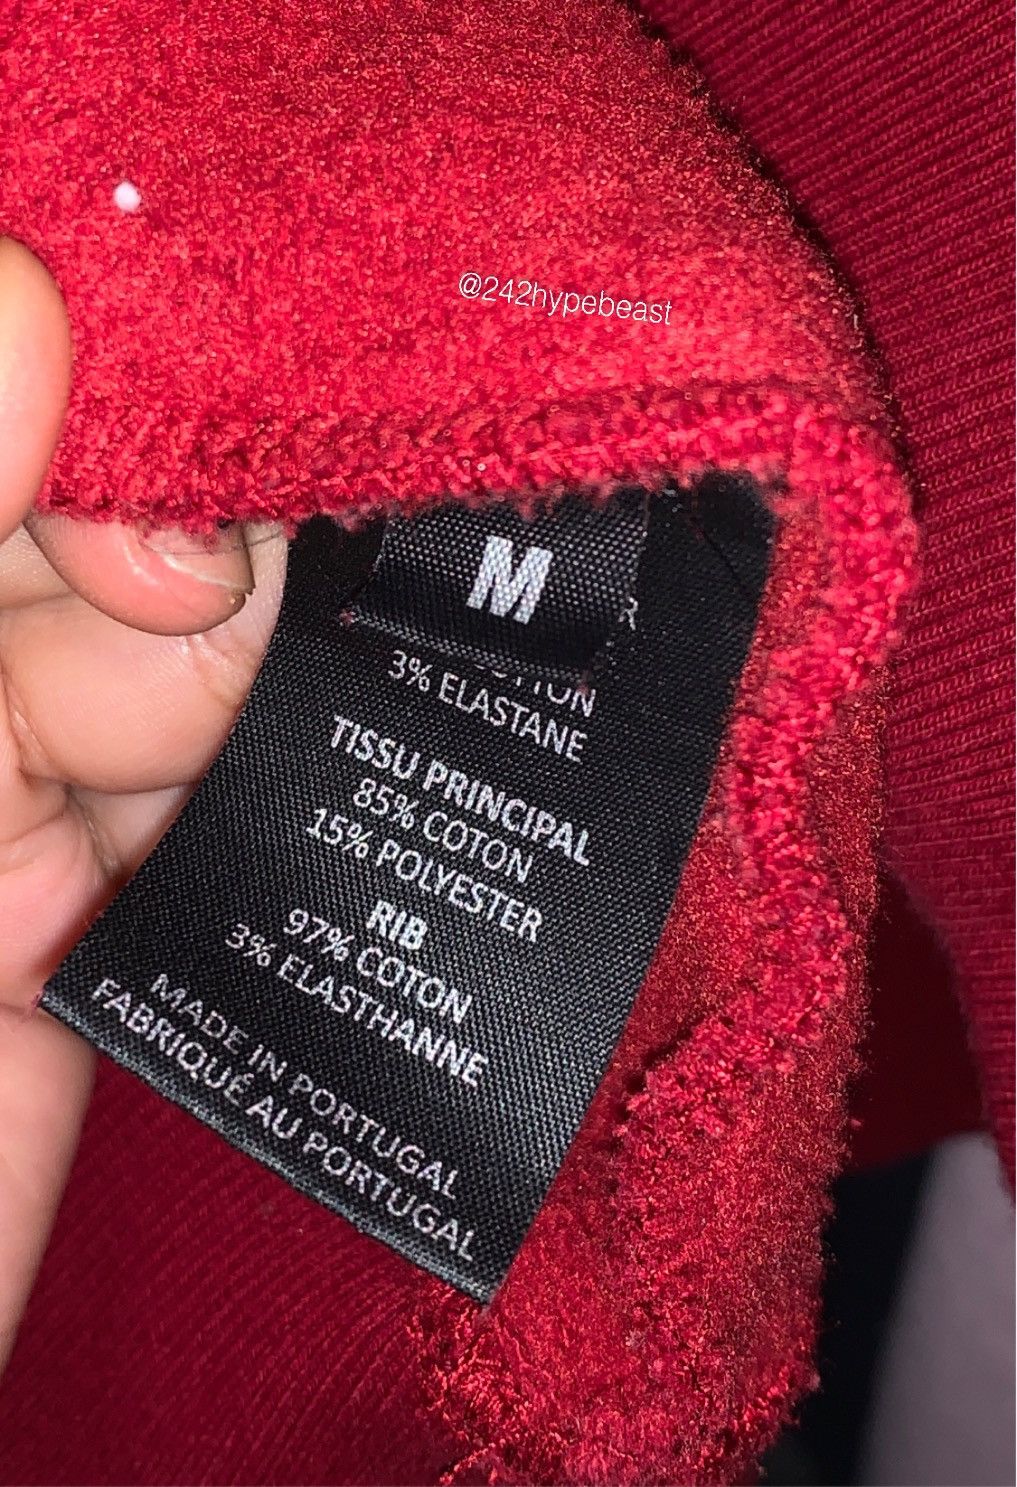 @242hypebeast
M
3% ELASTANE
TISSU PRINCIPAL
85% COTON
15% POLYESTER
RIB
97% COTON
3% ELASTHANNE
MADE IN PORTUGAL
FABRIQUÉ AU PORTUGAL